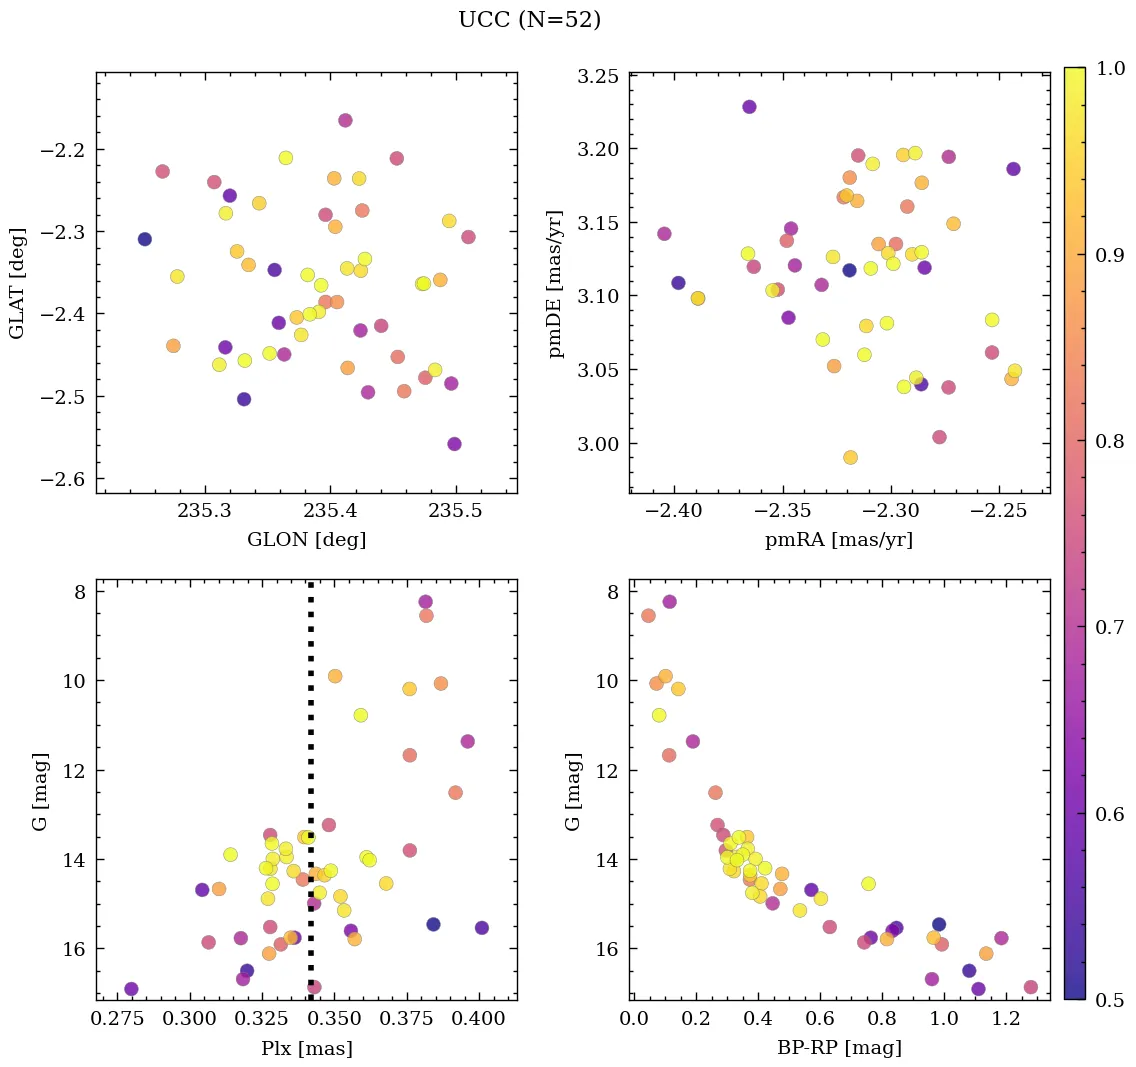 UCC (N=52)
−2.2
−2.3
−2.4
−2.5
−2.6
GLAT [deg]
235.3 235.4 235.5
GLON [deg]
3.25
3.20
3.15
3.10
3.05
3.00
pmDE [mas/yr]
−2.40 −2.35 −2.30 −2.25
pmRA [mas/yr]
1.0
0.9
0.8
0.7
0.6
0.5
8
10
12
14
16
G [mag]
0.275 0.300 0.325 0.350 0.375 0.400
Plx [mas]
8
10
12
14
16
G [mag]
0.0 0.2 0.4 0.6 0.8 1.0 1.2
BP-RP [mag]